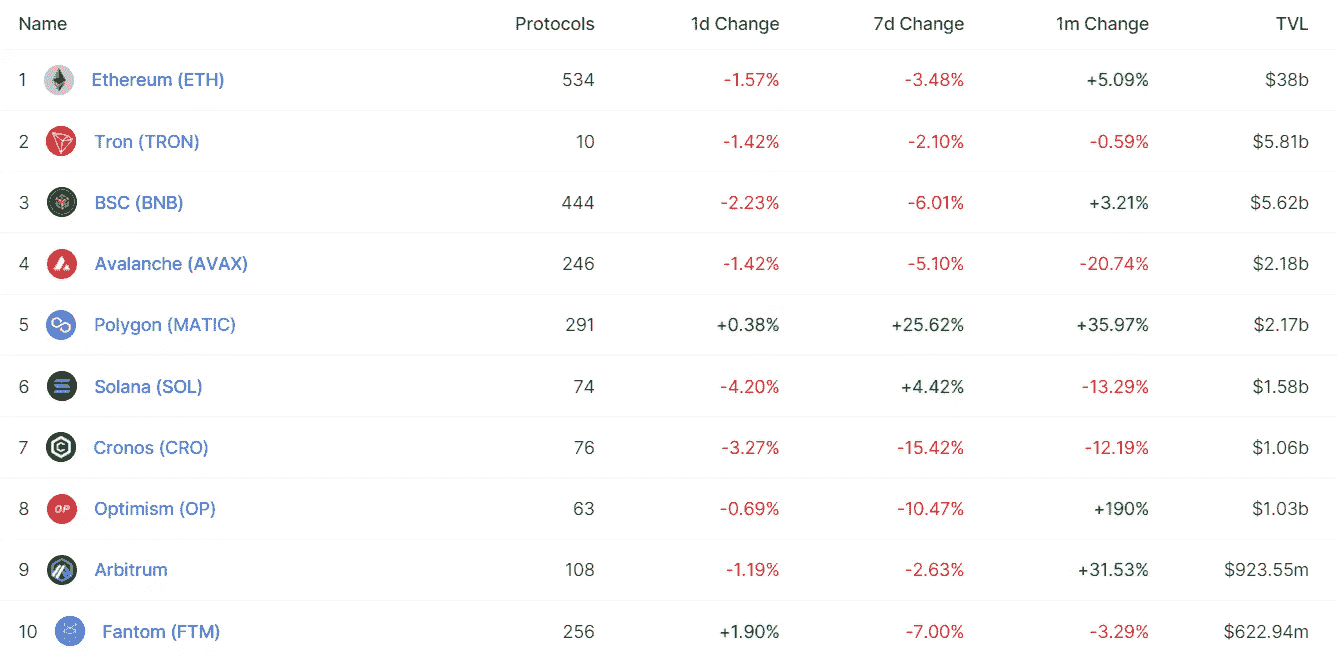 Name Protocols 1d Change 7d Change 1m Change TVL
1 Ethereum (ETH) 534 -1.57% -3.48% +5.09% $38b
2 Tron (TRON) 10 -1.42% -2.10% -0.59% $5.81b
3 BSC (BNB) 444 -2.23% -6.01% +3.21% $5.62b
4 Avalanche (AVAX) 246 -1.42% -5.10% -20.74% $2.18b
5 Polygon (MATIC) 291 +0.38% +25.62% +35.97% $2.17b
6 Solana (SOL) 74 -4.20% +4.42% -13.29% $1.58b
7 Cronos (CRO) 76 -3.27% -15.42% -12.19% $1.06b
8 OP Optimism (OP) 63 -0.69% -10.47% +190% $1.03b
9 Arbitrum 108 -1.19% -2.63% +31.53% $923.55m
10 Fantom (FTM) 256 +1.90% -7.00% -3.29% $622.94m